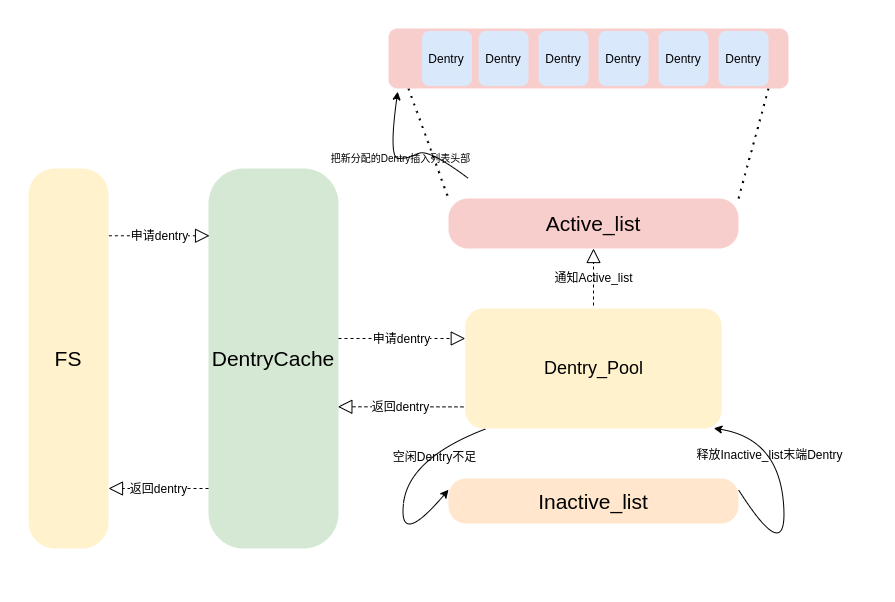 Dentry Dentry Dentry Dentry Dentry Dentry
把新分配的Dentry插入列表头部
Active_list
申请dentry
通知Active_list
申请dentry
FS
DentryCache
Dentry_Pool
返回dentry
空闲Dentry不足
释放Inactive_list末端Dentry
返回dentry
Inactive_list